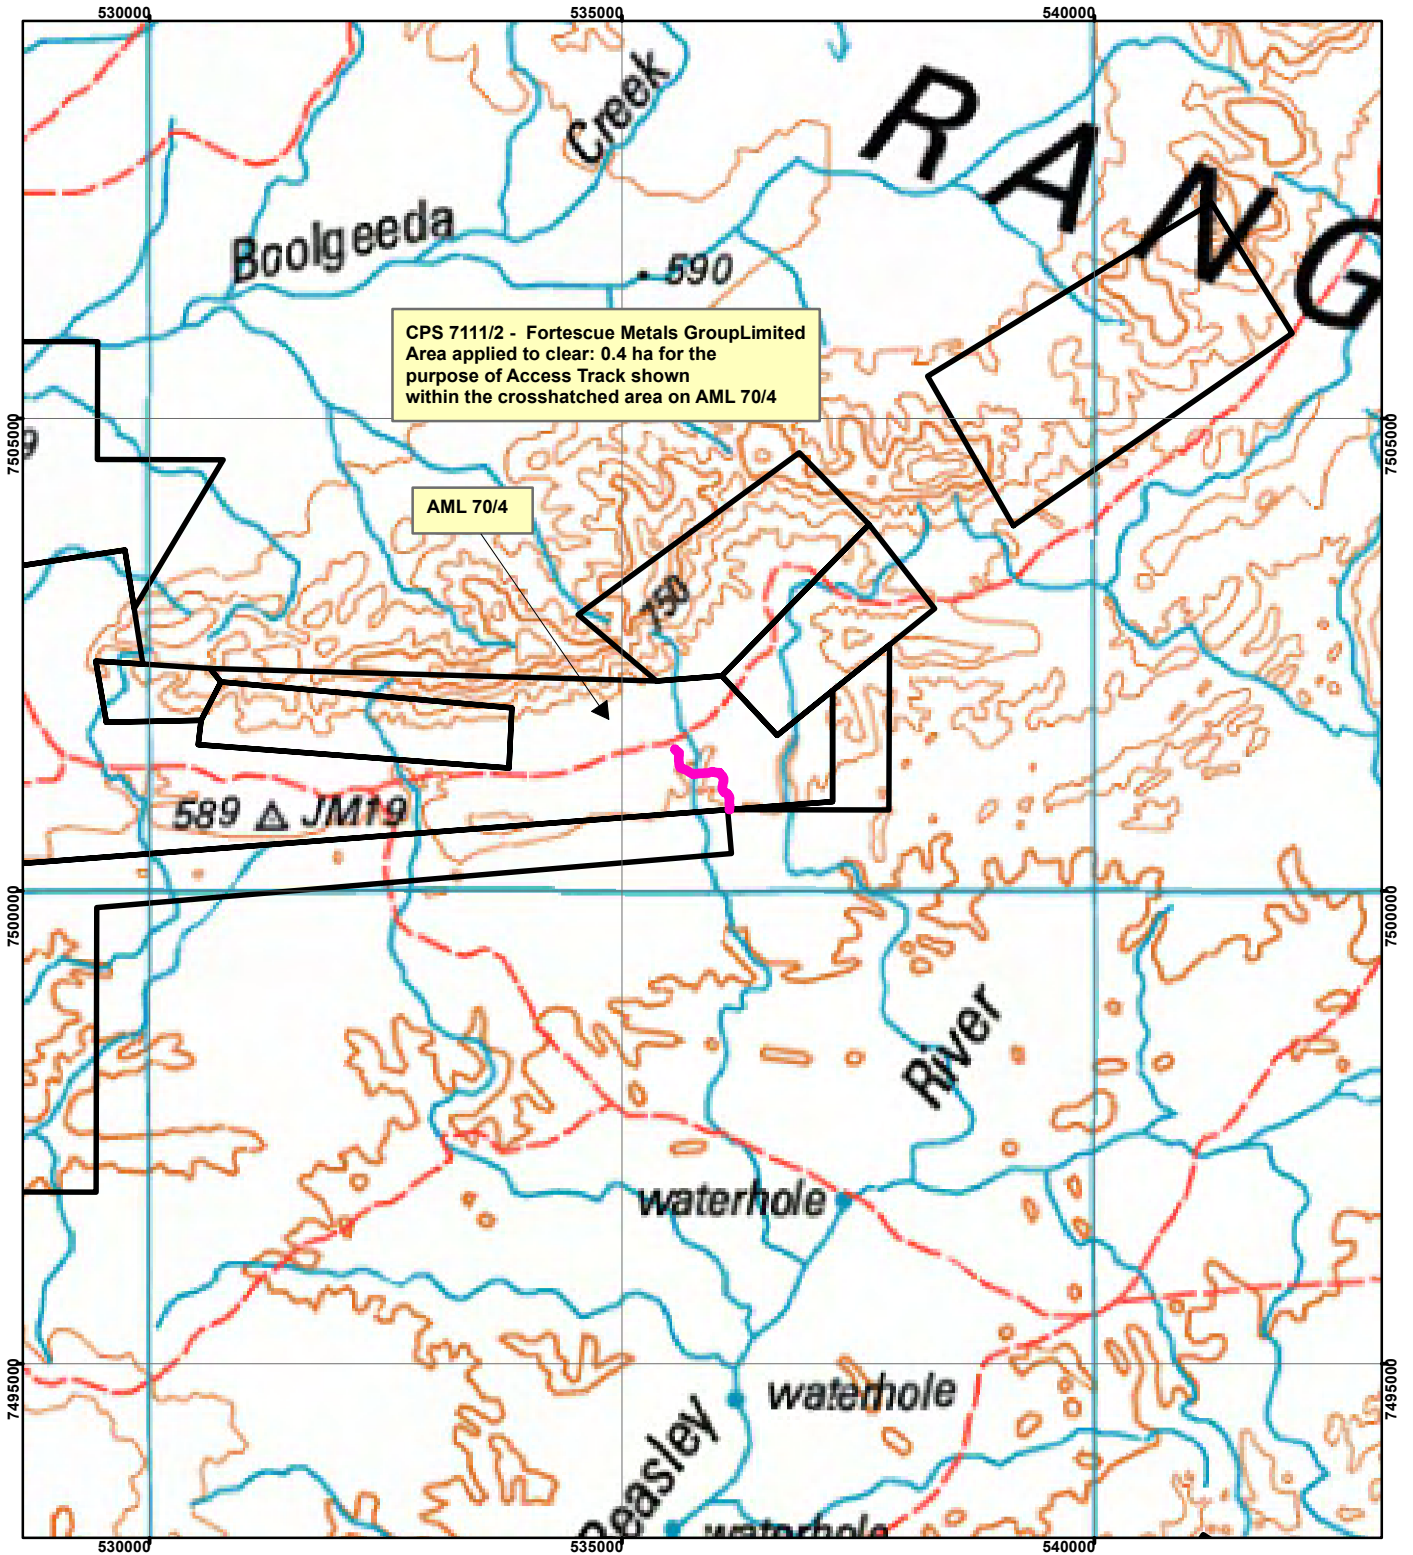 530000 535000 540000
Creek
RANG
Boolgeeda
590
CPS 7111/2 - Fortescue Metals GroupLimited
Area applied to clear: 0.4 ha for the
purpose of Access Track shown
within the crosshatched area on AML 70/4
7505000 7505000
9
AML 70/4
750
589 JM19
7500000 7500000
River
waterhole
7495000 7495000
waterhole
Beasley
waterhole
530000 535000 540000